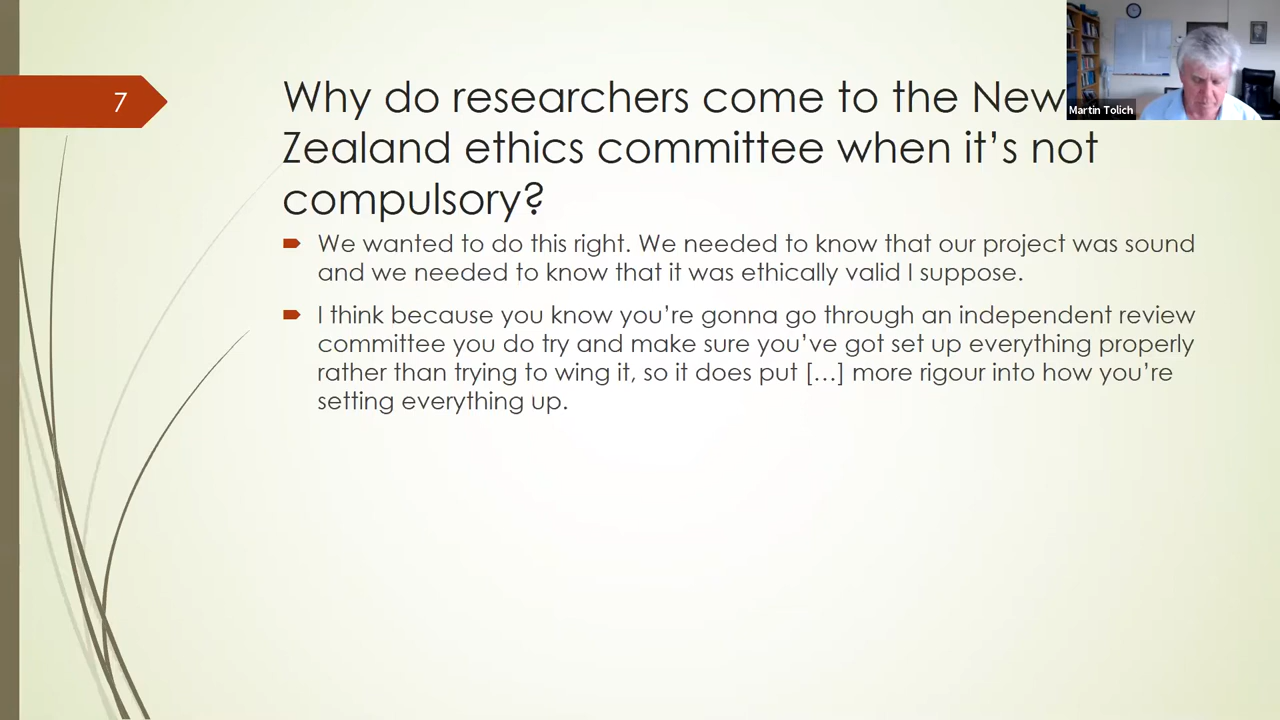 7
Why do researchers come to the New
Martin Tolich
Zealand ethics committee when it's not
compulsory?
We wanted to do this right. We needed to know that our project was sound
and we needed to know that it was ethically valid I suppose.
I think because you know you're gonna go through an independent review
committee you do try and make sure you've got set up everything properly
rather than trying to wing it, so it does put [...] more rigour into how you're
setting everything up.